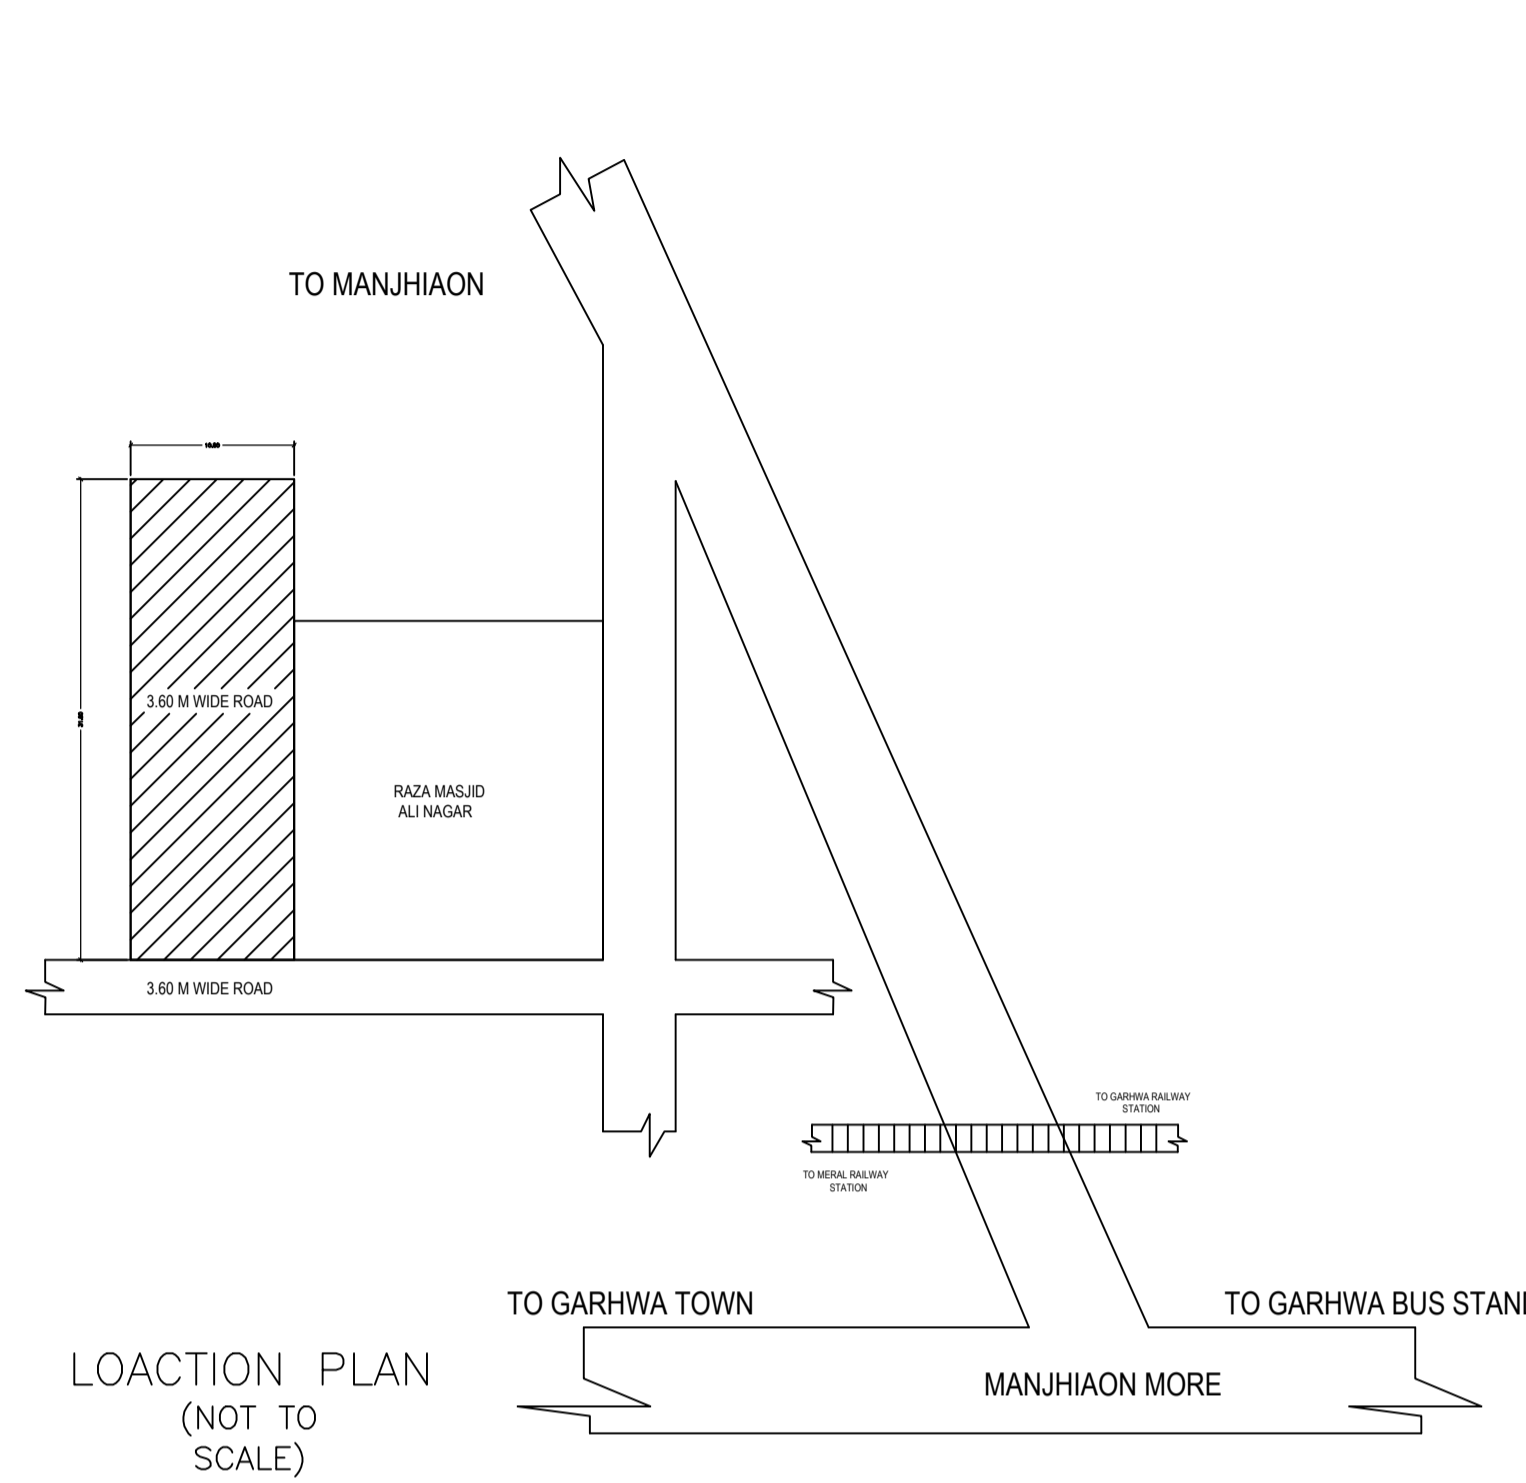 TO MANJHIAON
3.60 M WIDE ROAD
RAZA MASJID
ALI NAGAR
3.60 M WIDE ROAD
TO GARHWA RAILWAY
STATION
TO MERAL RAILWAY
STATION
TO GARHWA TOWN
TO GARHWA BUS STAN
MANJHIAON MORE
LOACTION PLAN
(NOT TO
SCALE)